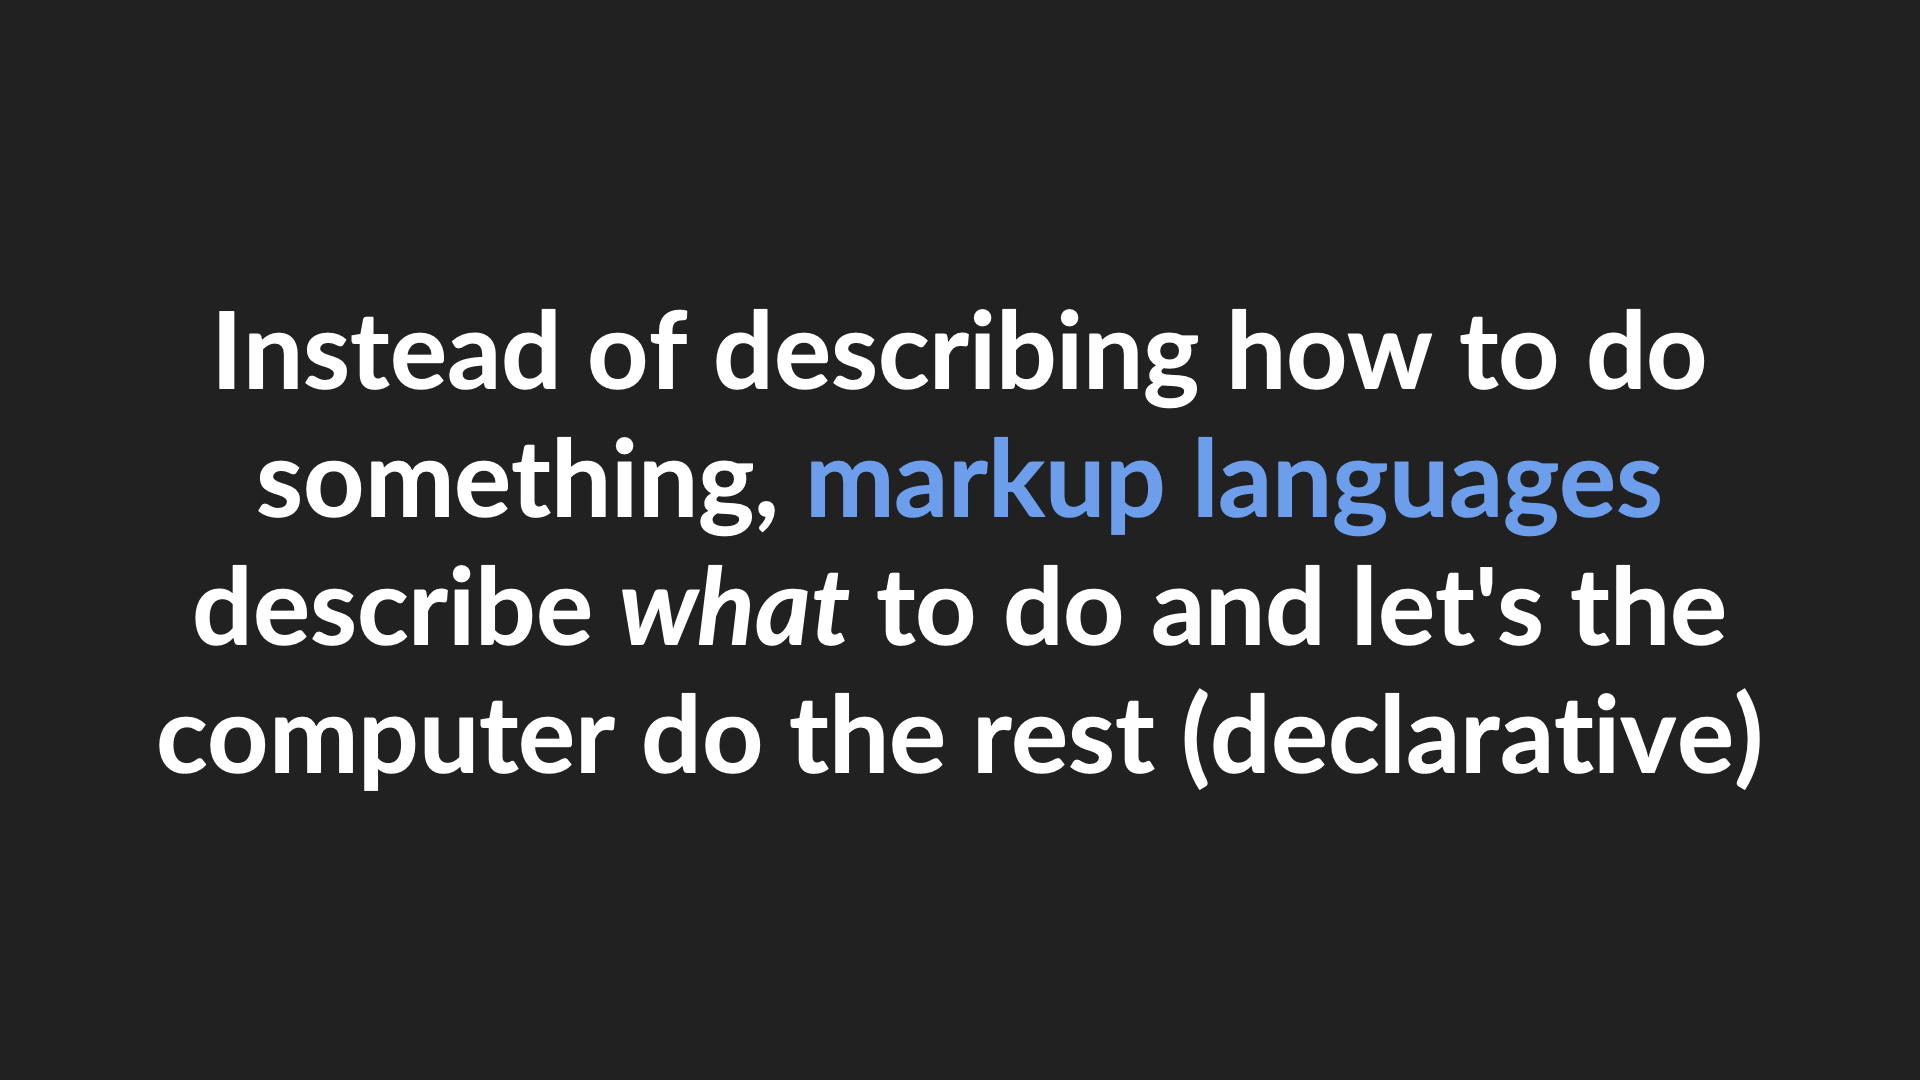 Instead of describing how to do
something, markup languages
describe what to do and let's the
computer do the rest (declarative)